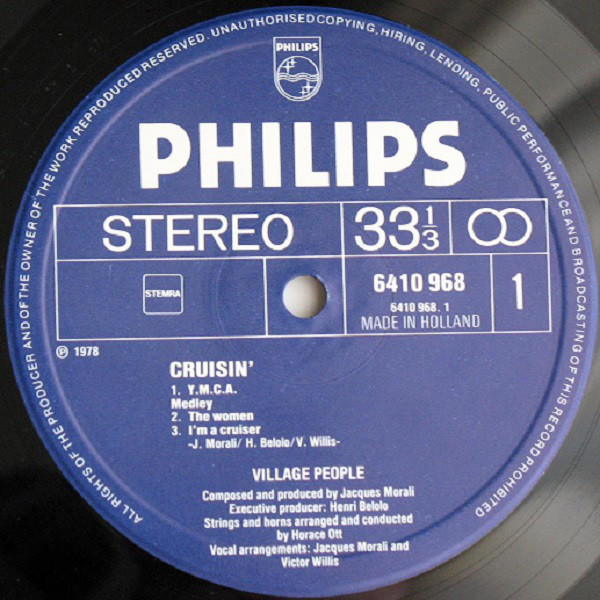 ALL RIGHTS OF THE PRODUCER AND OF THE OWNER OF THE WORK REPRODUCED RESERVED. UNAUTHORISED COPYING, HIRING, LENDING, PUBLIC PERFORMANCE AND BROADCASTING OF THIS RECORD PROHIBITED
PHILIPS
PHILIPS
STEREO 33 1/3
STEMRA 6410 968 1
6410 968. 1
MADE IN HOLLAND
℗ 1978
CRUISIN'
1. Y.M.C.A.
Medley
2. The women
3. I'm a cruiser
-J. Morali/ H. Belolo/V. Willis-
VILLAGE PEOPLE
Composed and produced by Jacques Morali
Executive producer: Henri Belolo
Strings and horns arranged and conducted
by Horace Ott
Vocal arrangements: Jacques Morali and
Victor Willis